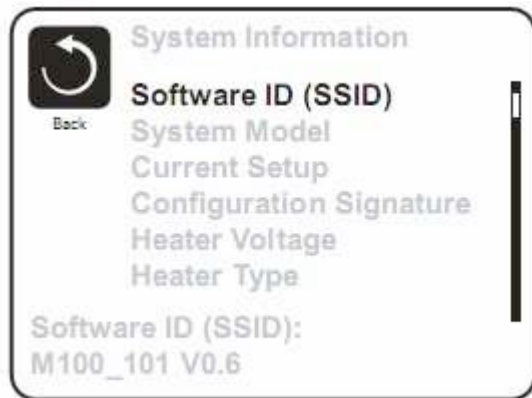 System Information
Software ID (SSID)
Back
System Model
Current Setup
Configuration Signature
Heater Voltage
Heater Type
Software ID (SSID):
M100_101 V0.6